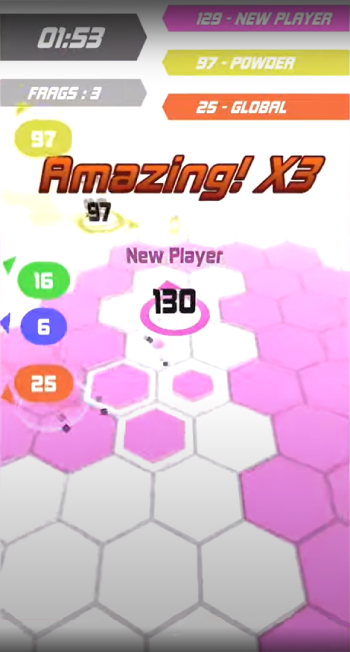 01:53
129 - NEW PLAYER
97 - POWDER
FRAGS : 3
25 - GLOBAL
97
Amazing! X3
97
New Player
130
16
6
25